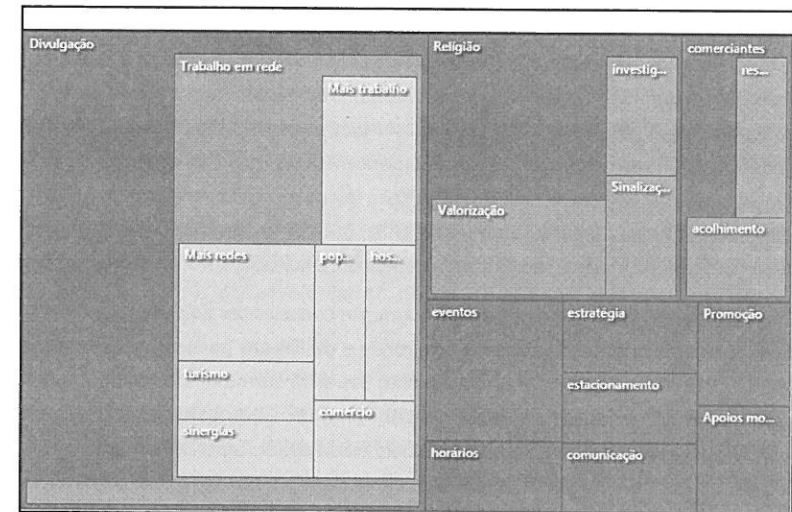 Divulgação
Trabalho em rede
Mais trabalho
Mais redes
pop...
hos...
turismo
sinergias
comércio
Religião
investig...
Sinalizaç...
Valorização
comerciantes
res...
acolhimento
eventos
estratégia
Promoção
estacionamento
Apoios mo...
horários
comunicação